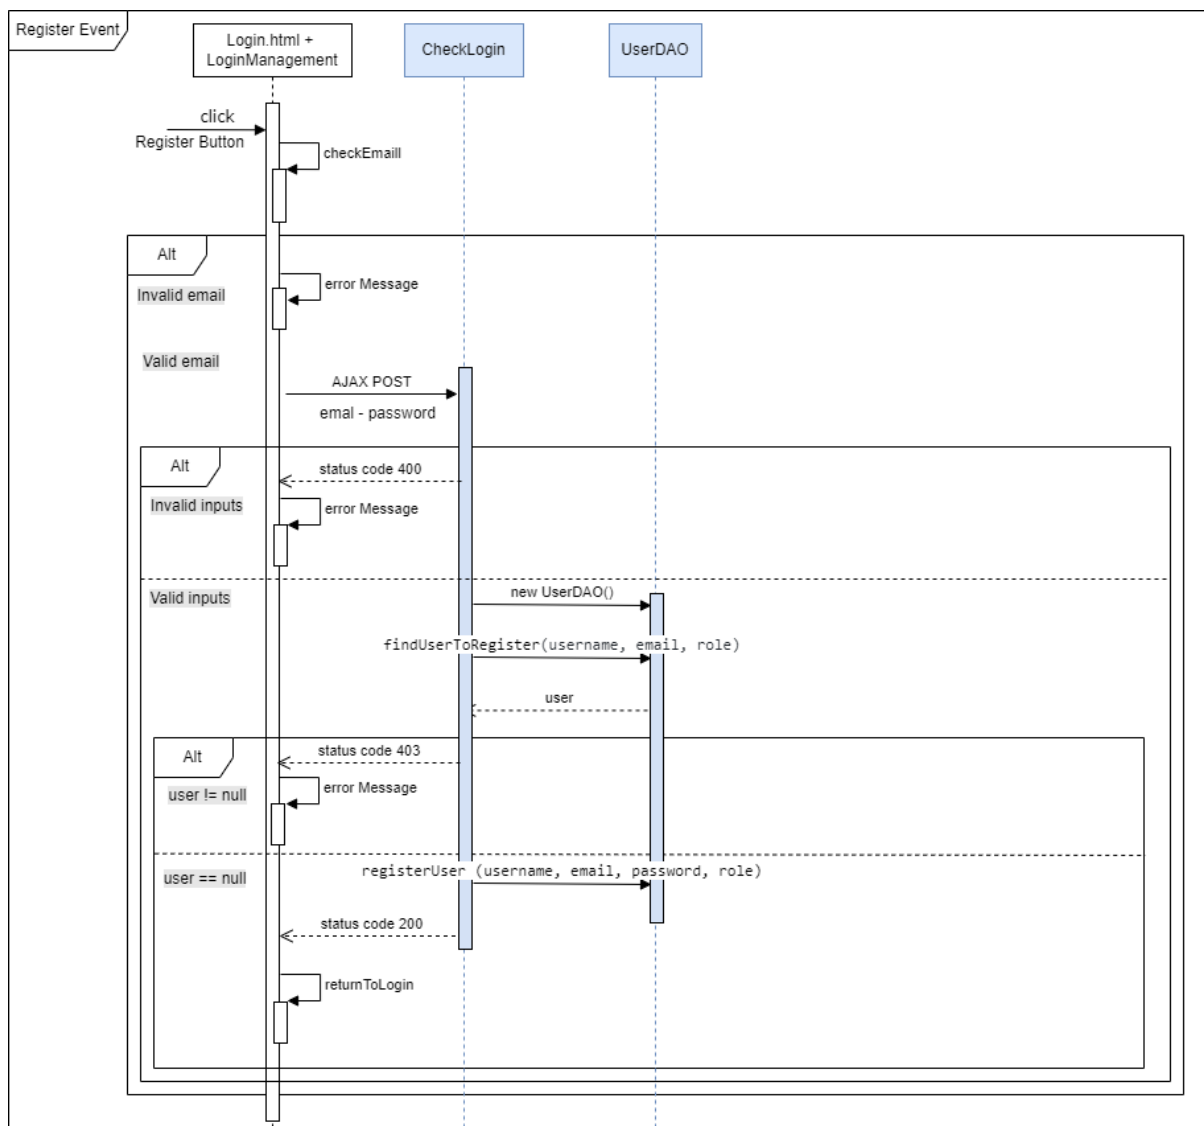 Register Event
Login.html +
LoginManagement
CheckLogin
UserDAO
click
Register Button
checkEmaill
Alt
error Message
Invalid email
Valid email
AJAX POST
emal - password
Alt
status code 400
Invalid inputs
error Message
Valid inputs
new UserDAO()
findUserToRegister(username, email, role)
user
Alt
status code 403
user != null
error Message
registerUser (username, email, password, role)
user == null
status code 200
returnToLogin